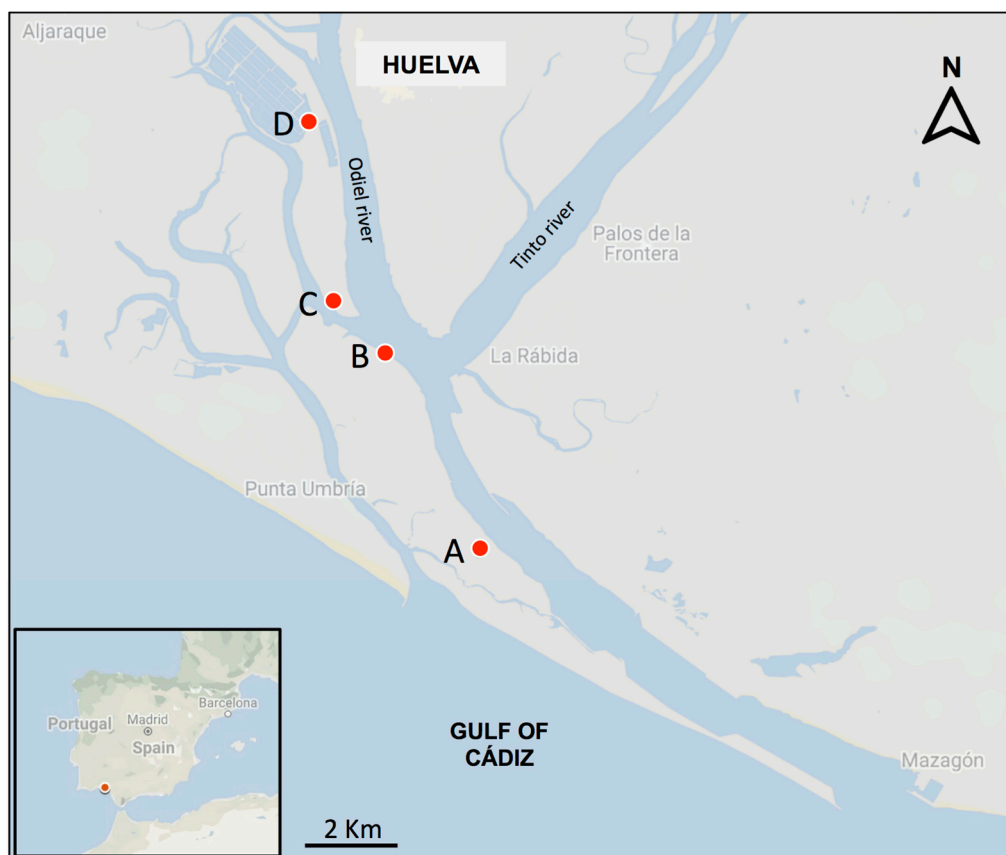 Aljaraque
HUELVA
N
D
Odiel river
Tinto river
Palos de la
Frontera
C
B
La Rábida
Punta Umbría
A
Portugal
Madrid
Spain
Barcelona
GULF OF
CÁDIZ
Mazagón
2 Km